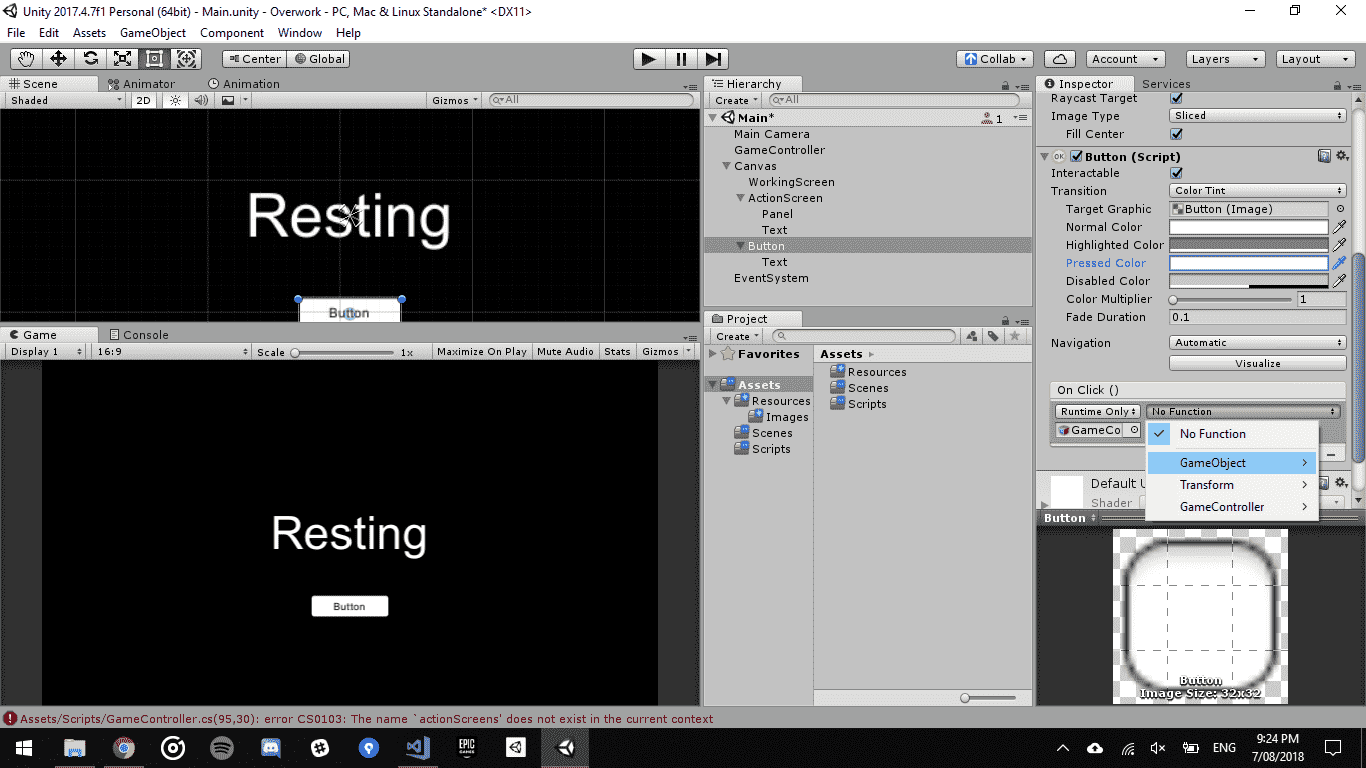 Unity 2017.4.7f1 Personal (64bit) - Main.unity - Overwork - PC, Mac & Linux Standalone* <DX11>
File Edit Assets GameObject Component Window Help
Center Global
Collab Account Layers Layout
Scene Animator Animation
Shaded 2D Gizmos All
Resting
Button
Game Console
Display 1 16:9 Scale 1x Maximize On Play Mute Audio Stats Gizmos
Resting
Button
Hierarchy
Create All
Main* 1
Main Camera
GameController
Canvas
WorkingScreen
ActionScreen
Panel
Text
Button
Text
EventSystem
Project
Create
Favorites
Assets
Resources
Images
Scenes
Scripts
Assets
Resources
Scenes
Scripts
Inspector Services
Raycast Target
Image Type Sliced
Fill Center
OK Button (Script)
Interactable
Transition Color Tint
Target Graphic Button (Image)
Normal Color
Highlighted Color
Pressed Color
Disabled Color
Color Multiplier 1
Fade Duration 0.1
Navigation Automatic
Visualize
On Click ()
Runtime Only No Function
GameCo
No Function
GameObject
Transform
GameController
Default U
Shader
Button
Button
Image Size: 32x32
Assets/Scripts/GameController.cs(95,30): error CS0103: The name `actionScreens' does not exist in the current context
EPIC GAMES
ENG
9:24 PM
7/08/2018